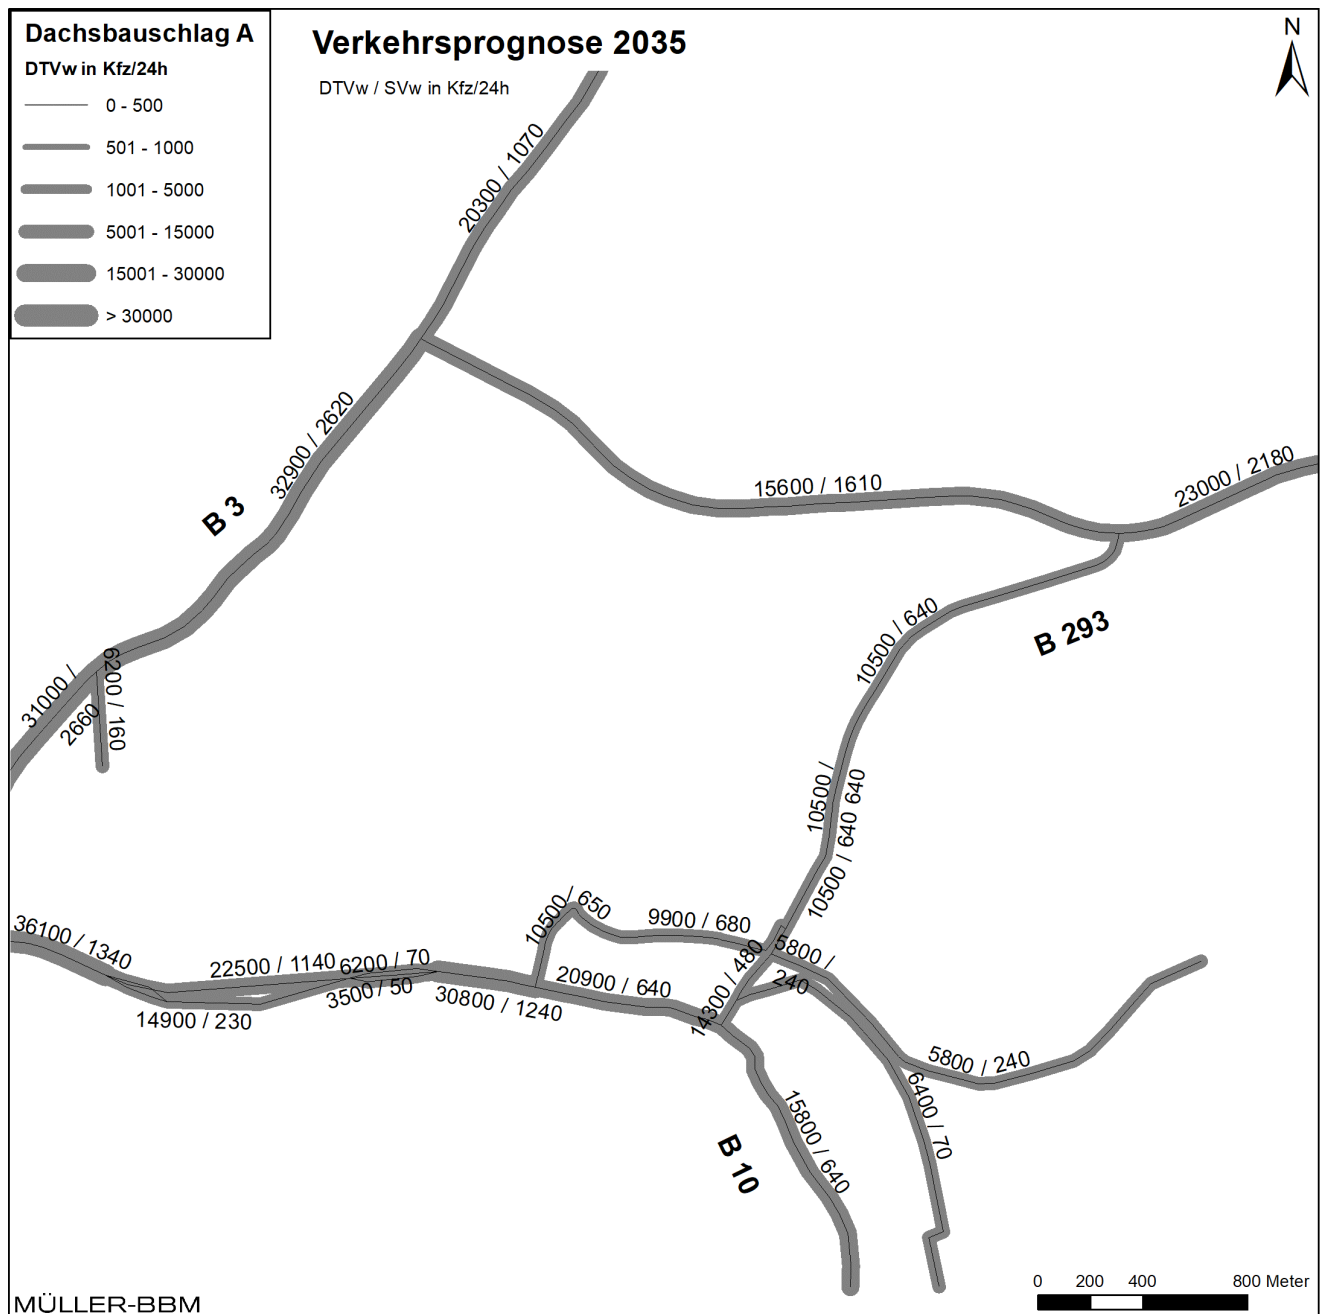 Dachsbauschlag A
DTVw in Kfz/24h
0 - 500
501 - 1000
1001 - 5000
5001 - 15000
15001 - 30000
> 30000
Verkehrsprognose 2035
DTVw / SVw in Kfz/24h
N
20300 / 1070
32900 / 2620
B 3
15600 / 1610
23000 / 2180
B 293
10500 / 640
31000 /
2660
6200 / 160
10500 /
640
10500 / 640
36100 / 1340
22500 / 1140
6200 / 70
3500 / 50
14900 / 230
30800 / 1240
10500 / 650
9900 / 680
20900 / 640
14300 / 480
5800 /
240
5800 / 240
6400 / 70
15800 / 640
B 10
0 200 400 800 Meter
MÜLLER-BBM